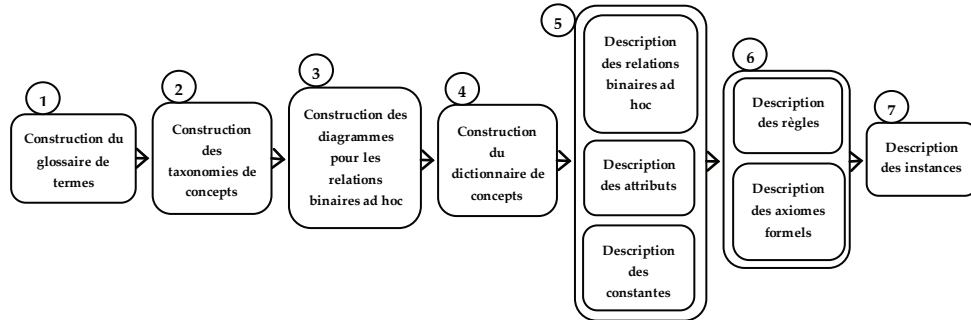 1
Construction du
glossaire de
termes
2
Construction
des
taxonomies de
concepts
3
Construction des
diagrammes
pour les
relations
binaires ad hoc
4
Construction
du
dictionnaire de
concepts
5
Description
des relations
binaires ad
hoc
Description
des attributs
Description
des
constantes
6
Description
des règles
Description
des axiomes
formels
7
Description
des instances